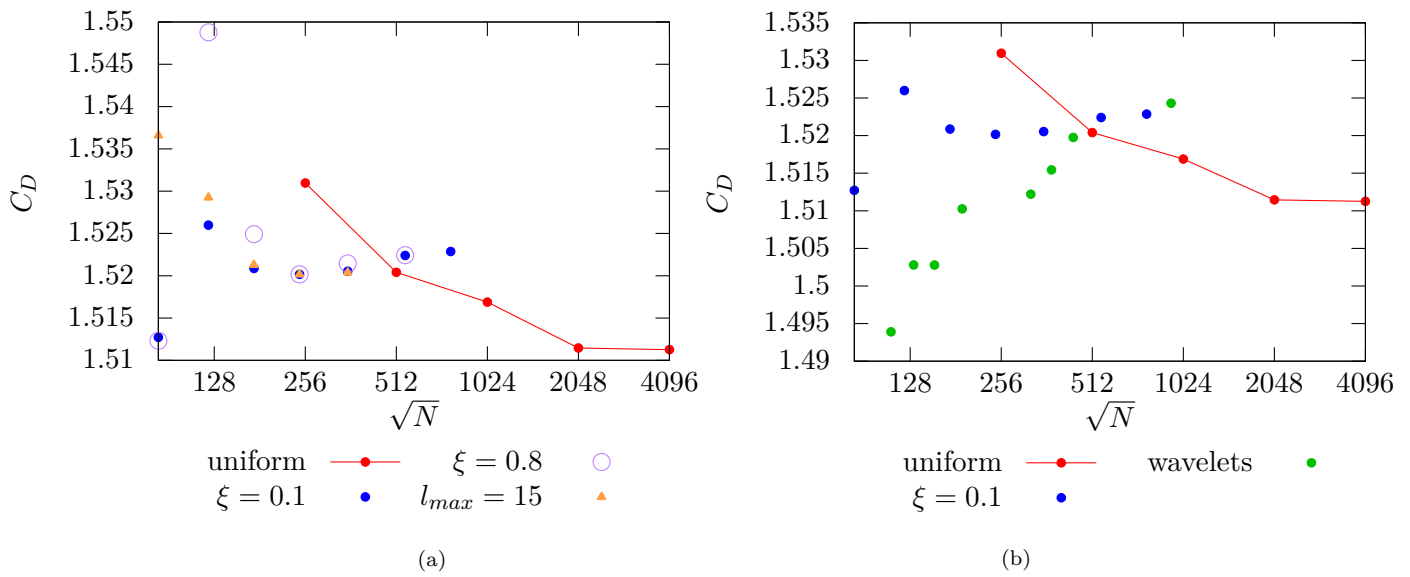 1.55
1.545
1.54
1.535
1.53
1.525
1.52
1.515
1.51
C_D
128 256 512 1024 2048 4096
√N
uniform ξ = 0.8
ξ = 0.1 l_{max} = 15
(a)
1.535
1.53
1.525
1.52
1.515
1.51
1.505
1.5
1.495
1.49
C_D
128 256 512 1024 2048 4096
√N
uniform wavelets
ξ = 0.1
(b)